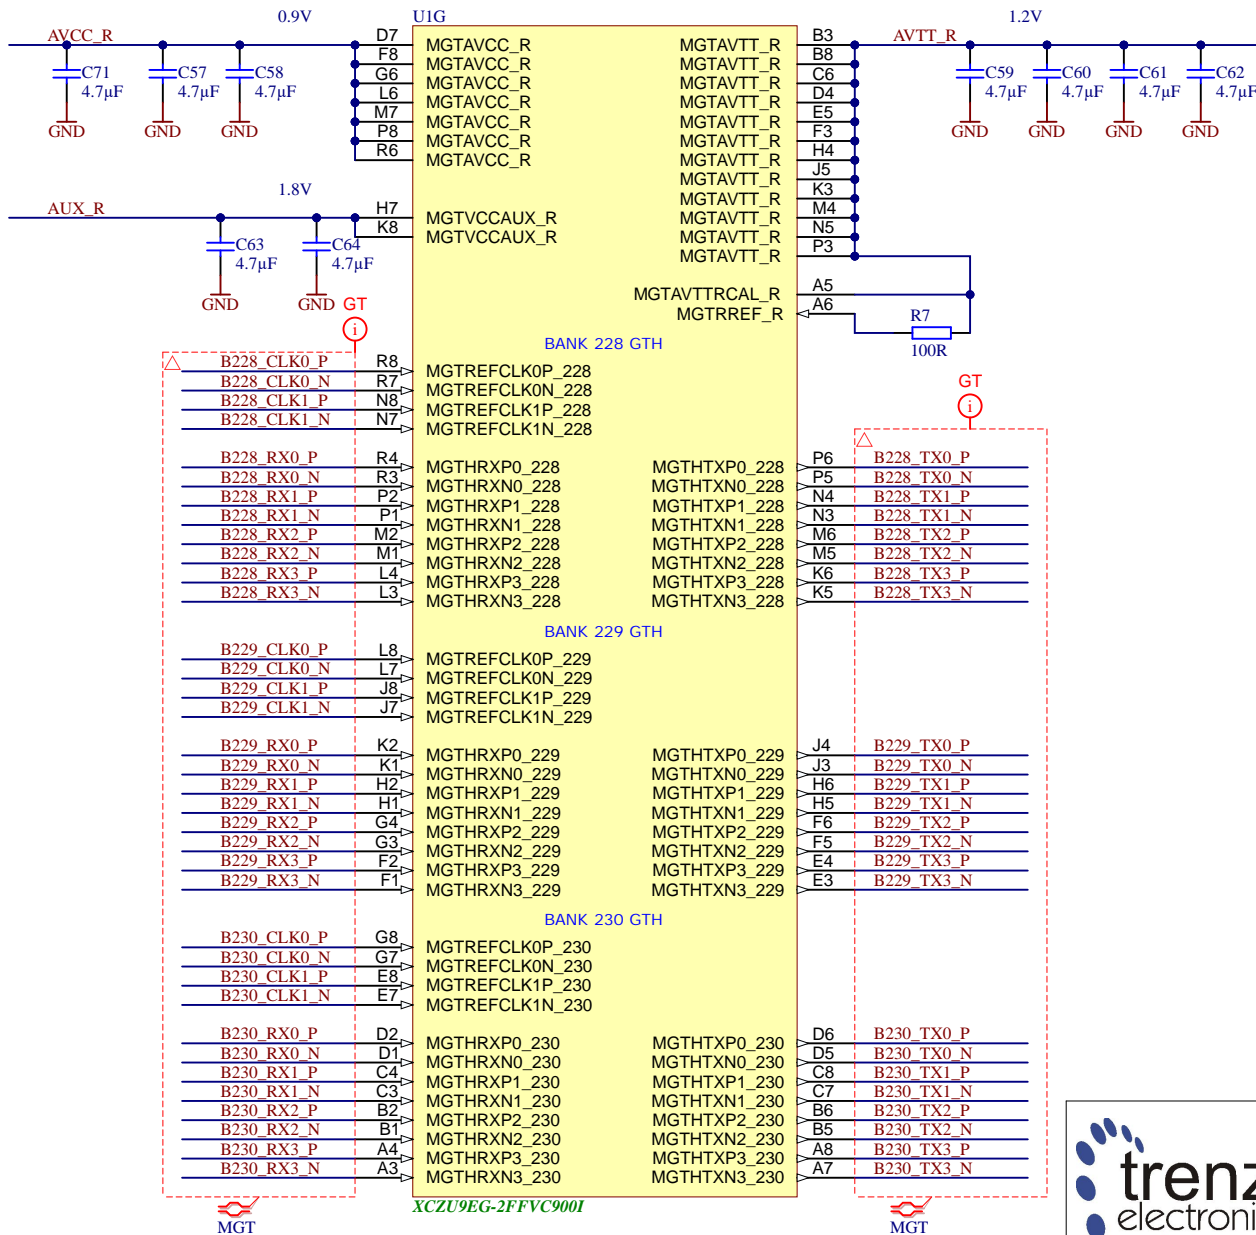 0.9V
U1G
1.2V
AVCC_R
D7 MGTAVCC_R
MGTAVTT_R B3
AVTT_R
F8 MGTAVCC_R
MGTAVTT_R B8
G6 MGTAVCC_R
MGTAVTT_R C6
L6 MGTAVCC_R
MGTAVTT_R D4
M7 MGTAVCC_R
MGTAVTT_R E5
P8 MGTAVCC_R
MGTAVTT_R F3
R6 MGTAVCC_R
MGTAVTT_R H4
MGTAVTT_R J5
MGTAVTT_R K3
MGTAVTT_R M4
MGTAVTT_R N5
MGTAVTT_R P3
C71 4.7µF GND
C57 4.7µF GND
C58 4.7µF GND
C59 4.7µF GND
C60 4.7µF GND
C61 4.7µF GND
C62 4.7µF GND
1.8V
AUX_R
H7 MGTVCCAUX_R
K8 MGTVCCAUX_R
C63 4.7µF GND
C64 4.7µF GND
MGTAVTTRCAL_R A5
MGTRREF_R A6
R7
100R
GT
i
BANK 228 GTH
B228_CLK0_P R8 MGTREFCLK0P_228
B228_CLK0_N R7 MGTREFCLK0N_228
B228_CLK1_P N8 MGTREFCLK1P_228
B228_CLK1_N N7 MGTREFCLK1N_228
GT
i
B228_RX0_P R4 MGTHRXP0_228 MGTHTXP0_228 P6 B228_TX0_P
B228_RX0_N R3 MGTHRXN0_228 MGTHTXN0_228 P5 B228_TX0_N
B228_RX1_P P2 MGTHRXP1_228 MGTHTXP1_228 N4 B228_TX1_P
B228_RX1_N P1 MGTHRXN1_228 MGTHTXN1_228 N3 B228_TX1_N
B228_RX2_P M2 MGTHRXP2_228 MGTHTXP2_228 M6 B228_TX2_P
B228_RX2_N M1 MGTHRXN2_228 MGTHTXN2_228 M5 B228_TX2_N
B228_RX3_P L4 MGTHRXP3_228 MGTHTXP3_228 K6 B228_TX3_P
B228_RX3_N L3 MGTHRXN3_228 MGTHTXN3_228 K5 B228_TX3_N
BANK 229 GTH
B229_CLK0_P L8 MGTREFCLK0P_229
B229_CLK0_N L7 MGTREFCLK0N_229
B229_CLK1_P J8 MGTREFCLK1P_229
B229_CLK1_N J7 MGTREFCLK1N_229
B229_RX0_P K2 MGTHRXP0_229 MGTHTXP0_229 J4 B229_TX0_P
B229_RX0_N K1 MGTHRXN0_229 MGTHTXN0_229 J3 B229_TX0_N
B229_RX1_P H2 MGTHRXP1_229 MGTHTXP1_229 H6 B229_TX1_P
B229_RX1_N H1 MGTHRXN1_229 MGTHTXN1_229 H5 B229_TX1_N
B229_RX2_P G4 MGTHRXP2_229 MGTHTXP2_229 F6 B229_TX2_P
B229_RX2_N G3 MGTHRXN2_229 MGTHTXN2_229 F5 B229_TX2_N
B229_RX3_P F2 MGTHRXP3_229 MGTHTXP3_229 E4 B229_TX3_P
B229_RX3_N F1 MGTHRXN3_229 MGTHTXN3_229 E3 B229_TX3_N
BANK 230 GTH
B230_CLK0_P G8 MGTREFCLK0P_230
B230_CLK0_N G7 MGTREFCLK0N_230
B230_CLK1_P E8 MGTREFCLK1P_230
B230_CLK1_N E7 MGTREFCLK1N_230
B230_RX0_P D2 MGTHRXP0_230 MGTHTXP0_230 D6 B230_TX0_P
B230_RX0_N D1 MGTHRXN0_230 MGTHTXN0_230 D5 B230_TX0_N
B230_RX1_P C4 MGTHRXP1_230 MGTHTXP1_230 C8 B230_TX1_P
B230_RX1_N C3 MGTHRXN1_230 MGTHTXN1_230 C7 B230_TX1_N
B230_RX2_P B2 MGTHRXP2_230 MGTHTXP2_230 B6 B230_TX2_P
B230_RX2_N B1 MGTHRXN2_230 MGTHTXN2_230 B5 B230_TX2_N
B230_RX3_P A4 MGTHRXP3_230 MGTHTXP3_230 A8 B230_TX3_P
B230_RX3_N A3 MGTHRXN3_230 MGTHTXN3_230 A7 B230_TX3_N
XCZU9EG-2FFVC900I
MGT
MGT
trenz
electroni